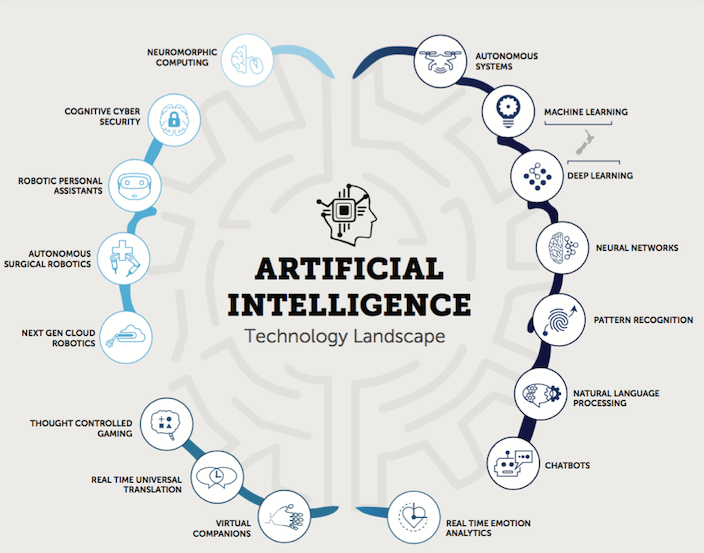 NEUROMORPHIC
COMPUTING
AUTONOMOUS
SYSTEMS
COGNITIVE CYBER
SECURITY
MACHINE LEARNING
ROBOTIC PERSONAL
ASSISTANTS
DEEP LEARNING
AUTONOMOUS
SURGICAL ROBOTICS
NEURAL NETWORKS
ARTIFICIAL
INTELLIGENCE
Technology Landscape
NEXT GEN CLOUD
ROBOTICS
PATTERN RECOGNITION
NATURAL LANGUAGE
PROCESSING
THOUGHT CONTROLLED
GAMING
CHATBOTS
REAL TIME UNIVERSAL
TRANSLATION
VIRTUAL
COMPANIONS
REAL TIME EMOTION
ANALYTICS